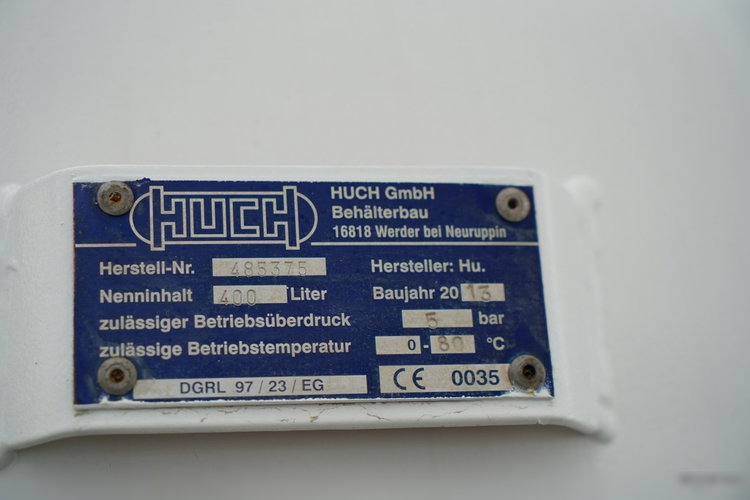 HUCH
HUCH GmbH
Behälterbau
16818 Werder bei Neuruppin
Herstell-Nr. 485375 Hersteller: Hu.
Nenninhalt 400 Liter Baujahr 2013
zulässiger Betriebsüberdruck 5 bar
zulässige Betriebstemperatur 0 - 80 °C
DGRL 97 / 23 / EG CE 0035